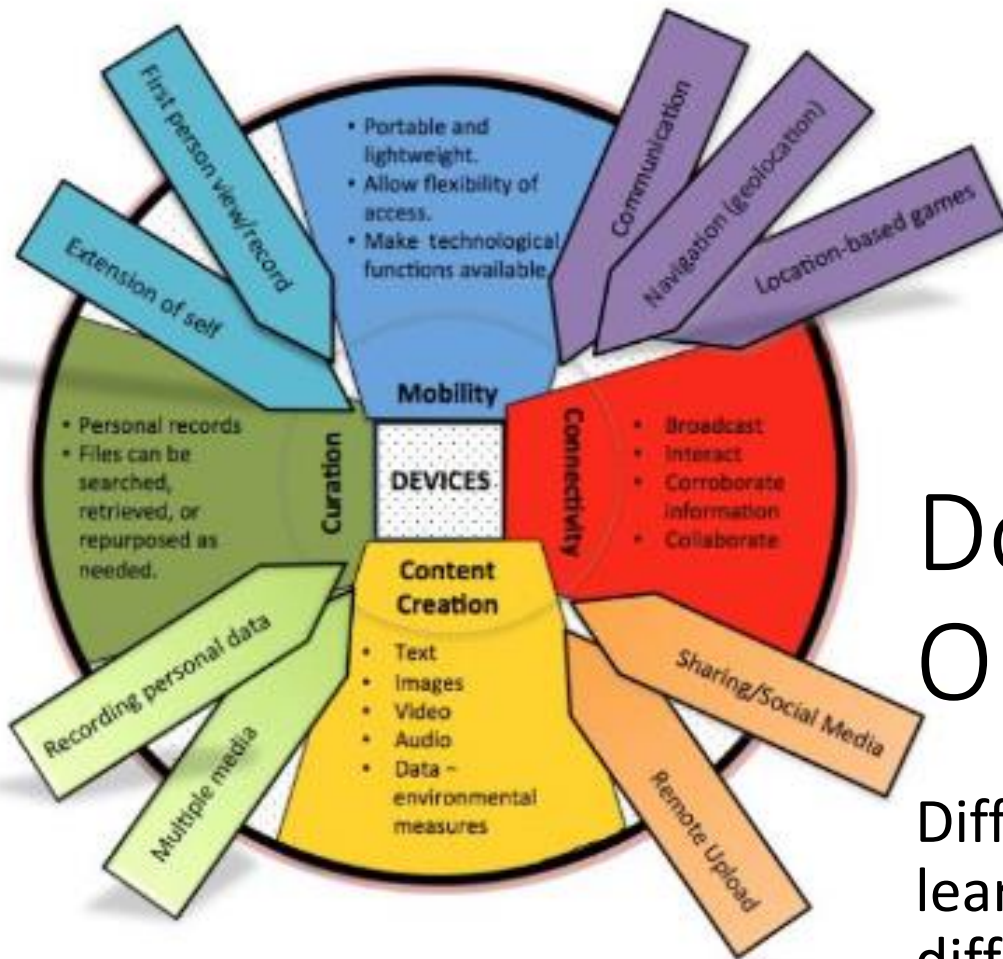 First person view/record
Extension of self
• Portable and
lightweight.
• Allow flexibility of
access.
• Make technological
functions available
Mobility
Communication
Navigation (geolocation)
Location-based games
• Personal records
• Files can be
searched,
retrieved, or
repurposed as
needed.
Curation
DEVICES
Connectivity
• Broadcast
• Interact
• Corroborate
information
• Collaborate
Content
Creation
• Text
• Images
• Video
• Audio
• Data –
environmental
measures
Recording personal data
Multiple media
Sharing/Social Media
Remote Upload
O
Diff
lear
diff